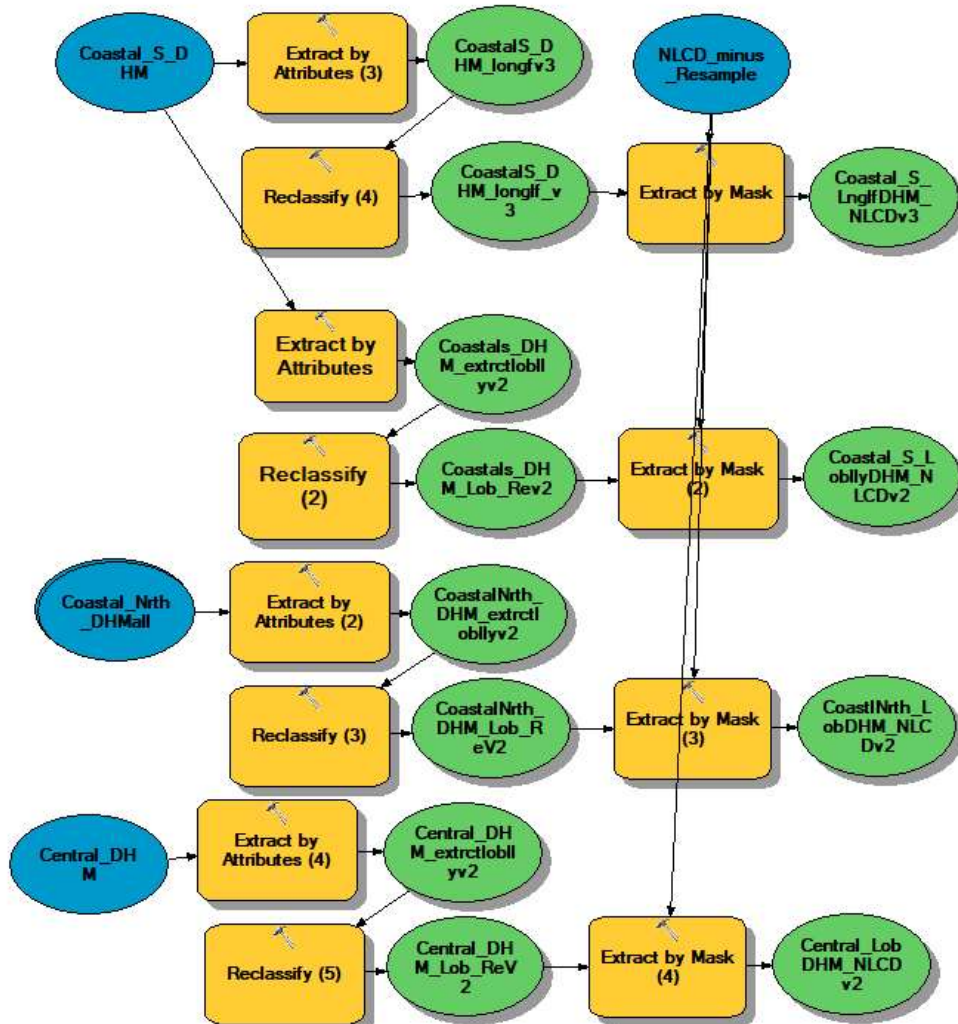 Coastal_S_D
HM
Extract by
Attributes (3)
CoastalS_D
HM_longfv3
NLCD_minus
_Resample
Reclassify (4)
CoastalS_D
HM_longlf_v
3
Extract by Mask
Coastal_S_
LnglfDHM_
NLCDv3
Extract by
Attributes
Coastals_DH
M_extrctlobll
yv2
Reclassify
(2)
Coastals_DH
M_Lob_Rev2
Extract by Mask
(2)
Coastal_S_L
obllyDHM_N
LCDv2
Coastal_Nrth
_DHMall
Extract by
Attributes (2)
CoastalNrth_
DHM_extrctl
obllyv2
Reclassify (3)
CoastalNrth_
DHM_Lob_R
eV2
Extract by Mask
(3)
CoastlNrth_L
obDHM_NLC
Dv2
Central_DH
M
Extract by
Attributes (4)
Central_DH
M_extrctlobll
yv2
Reclassify (5)
Central_DH
M_Lob_ReV
2
Extract by Mask
(4)
Central_Lob
DHM_NLCD
v2